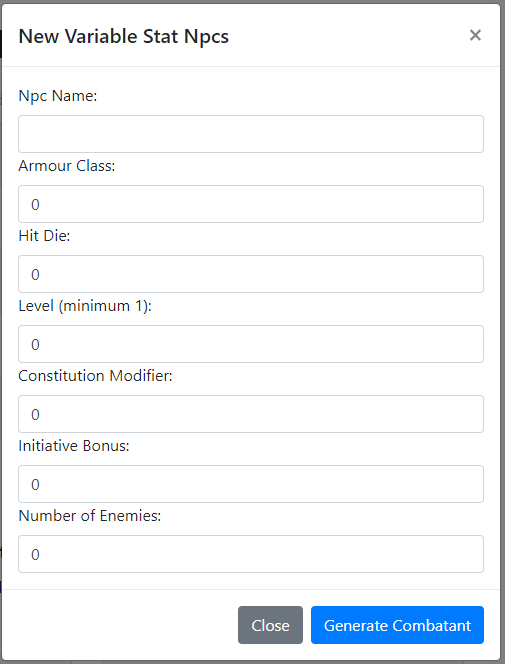 New Variable Stat Npcs ×
Npc Name:
Armour Class:
0
Hit Die:
0
Level (minimum 1):
0
Constitution Modifier:
0
Initiative Bonus:
0
Number of Enemies:
0
Close Generate Combatant